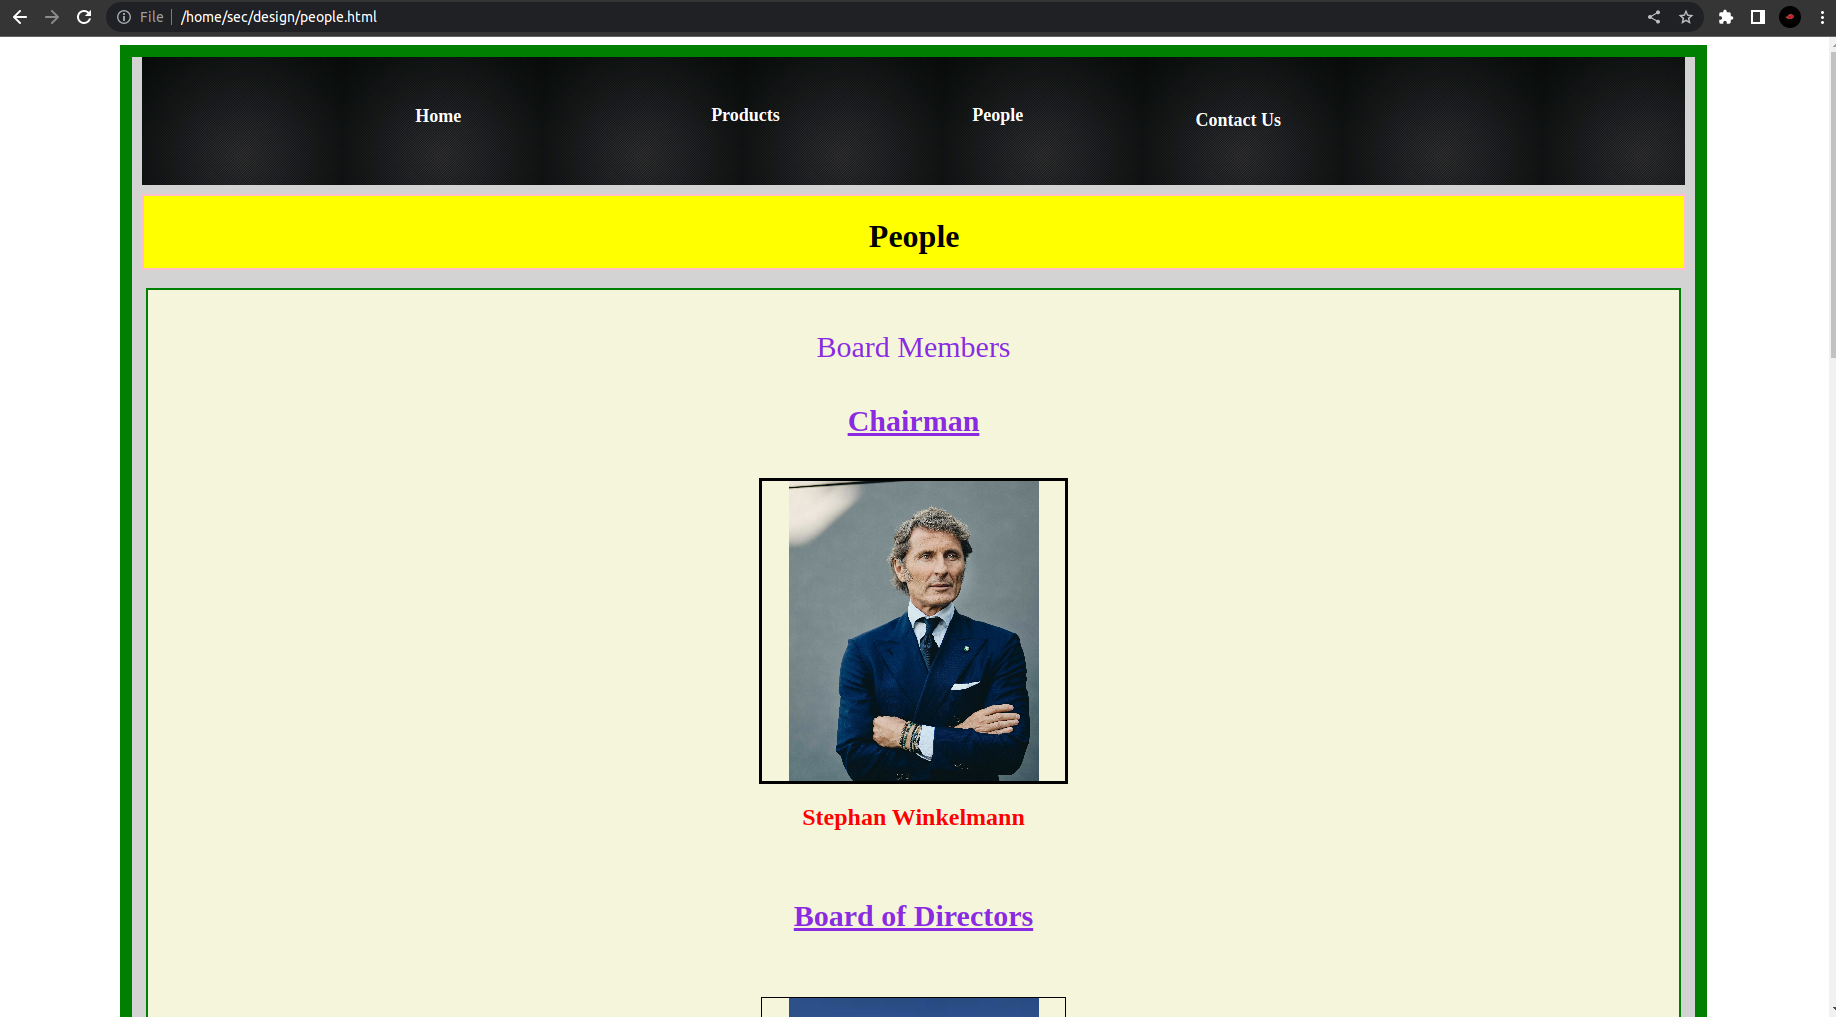 File /home/sec/design/people.html
Home Products People Contact Us
People
Board Members
Chairman
Stephan Winkelmann
Board of Directors